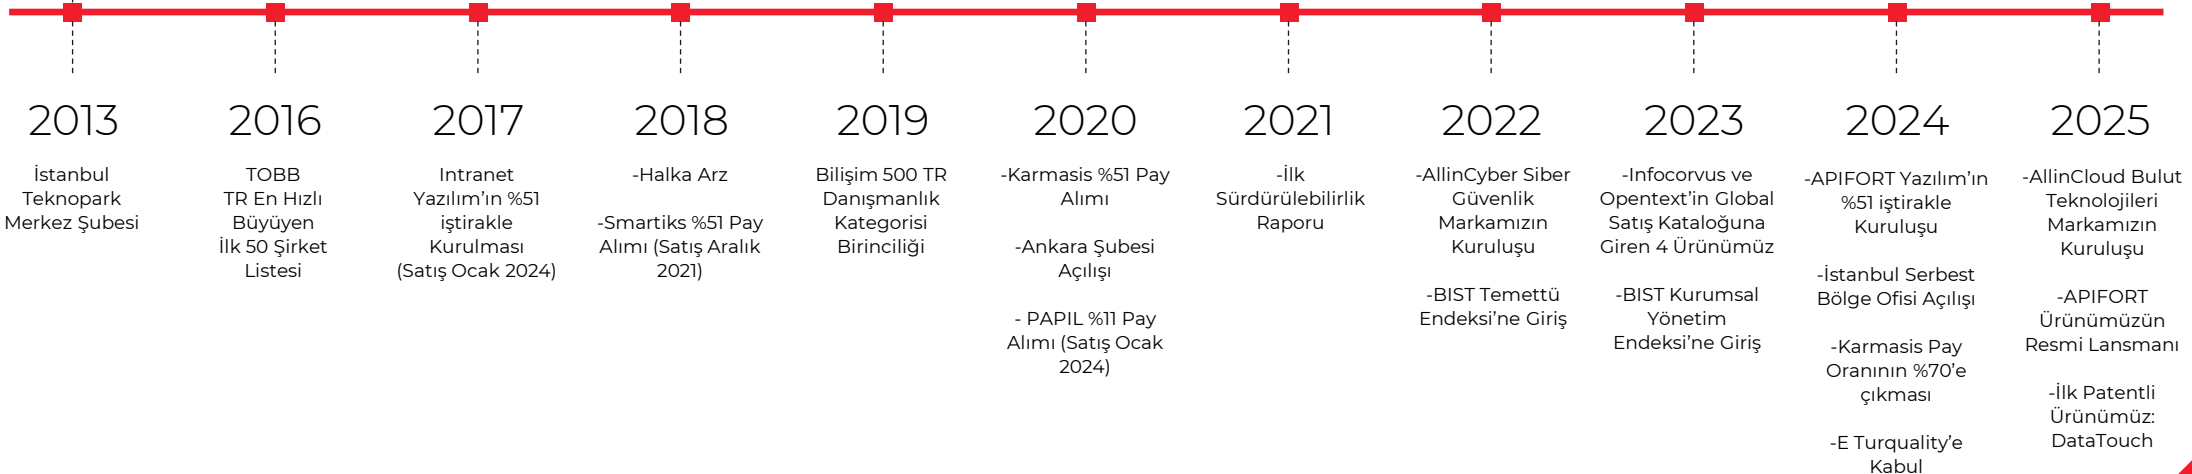 2013
İstanbul
Teknopark
Merkez Şubesi
2016
TOBB
TR En Hızlı
Büyüyen
İlk 50 Şirket
Listesi
2017
Intranet
Yazılım’ın %51
iştirakle
Kurulması
(Satış Ocak 2024)
2018
-Halka Arz
-Smartiks %51 Pay
Alımı (Satış Aralık
2021)
2019
Bilişim 500 TR
Danışmanlık
Kategorisi
Birinciliği
2020
-Karmasis %51 Pay
Alımı
-Ankara Şubesi
Açılışı
- PAPIL %11 Pay
Alımı (Satış Ocak
2024)
2021
-İlk
Sürdürülebilirlik
Raporu
2022
-AllinCyber Siber
Güvenlik
Markamızın
Kuruluşu
-BIST Temettü
Endeksi’ne Giriş
2023
-Infocorvus ve
Opentext’in Global
Satış Kataloğuna
Giren 4 Ürünümüz
-BIST Kurumsal
Yönetim
Endeksi’ne Giriş
2024
-APIFORT Yazılım’ın
%51 iştirakle
Kuruluşu
-İstanbul Serbest
Bölge Ofisi Açılışı
-Karmasis Pay
Oranının %70’e
çıkması
-E Turquality’e
Kabul
2025
-AllinCloud Bulut
Teknolojileri
Markamızın
Kuruluşu
-APIFORT
Ürünümüzün
Resmi Lansmanı
-İlk Patentli
Ürünümüz:
DataTouch